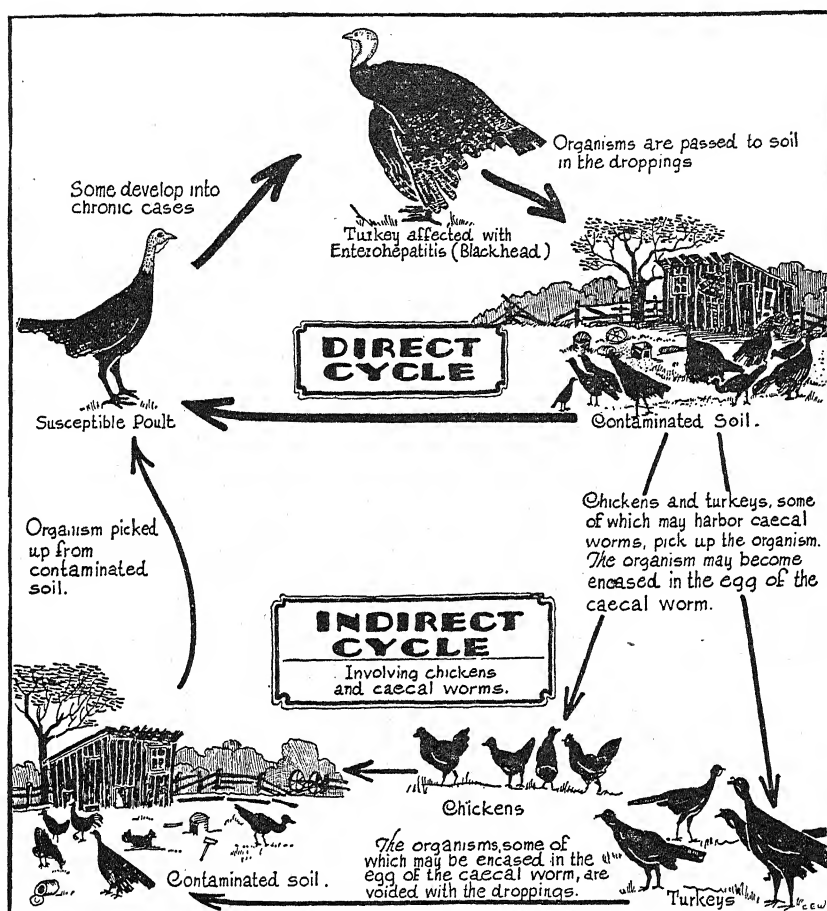 Organisms are passed to soil
in the droppings
Some develop into
chronic cases
Turkey affected with
Enterohepatitis (Blackhead)
DIRECT
CYCLE
Susceptible Poult
Contaminated Soil.
Chickens and turkeys, some
of which may harbor caecal
worms, pick up the organism.
The organism may become
encased in the egg of the
caecal worm.
Organism picked
up from
contaminated
soil.
INDIRECT
CYCLE
Involving chickens
and caecal worms.
Chickens
The organisms, some of
which may be encased in the
egg of the caecal worm, are
voided with the droppings.
Contaminated soil.
Turkeys
C.E.W.